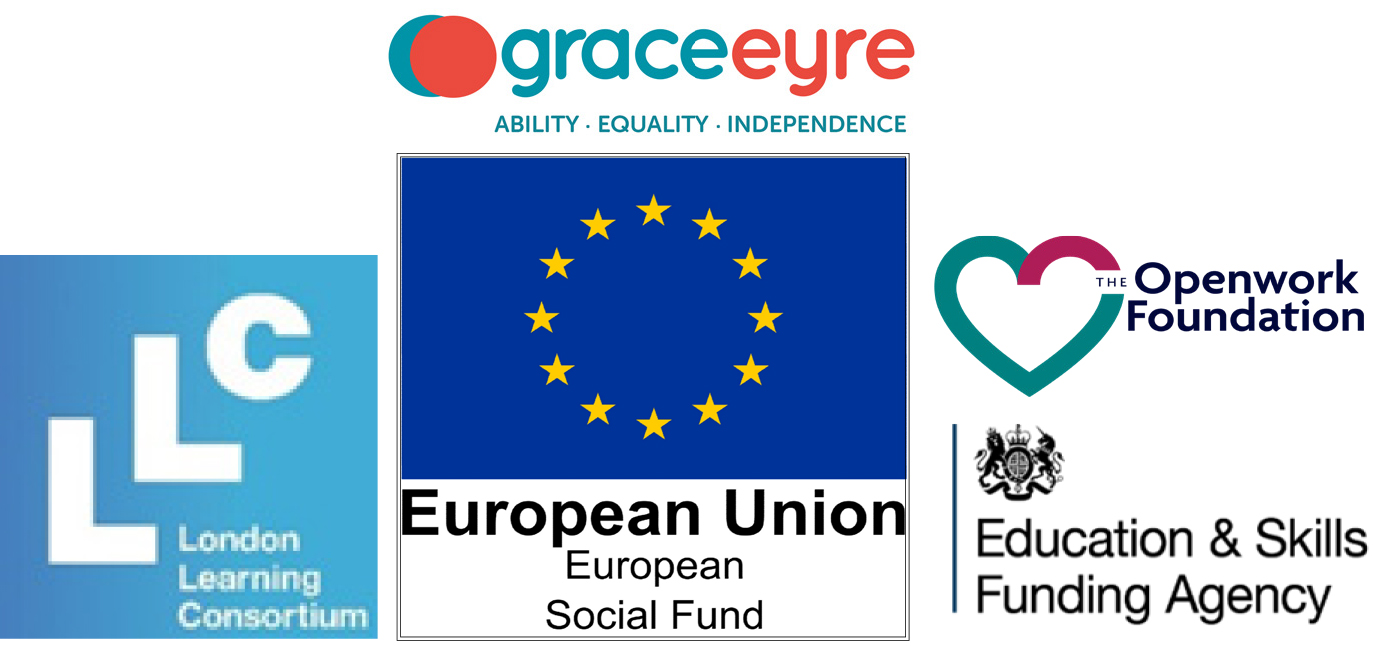 graceeyre
ABILITY · EQUALITY · INDEPENDENCE
LLC
London
Learning
Consortium
European Union
European
Social Fund
THE Openwork
Foundation
Education & Skills
Funding Agency